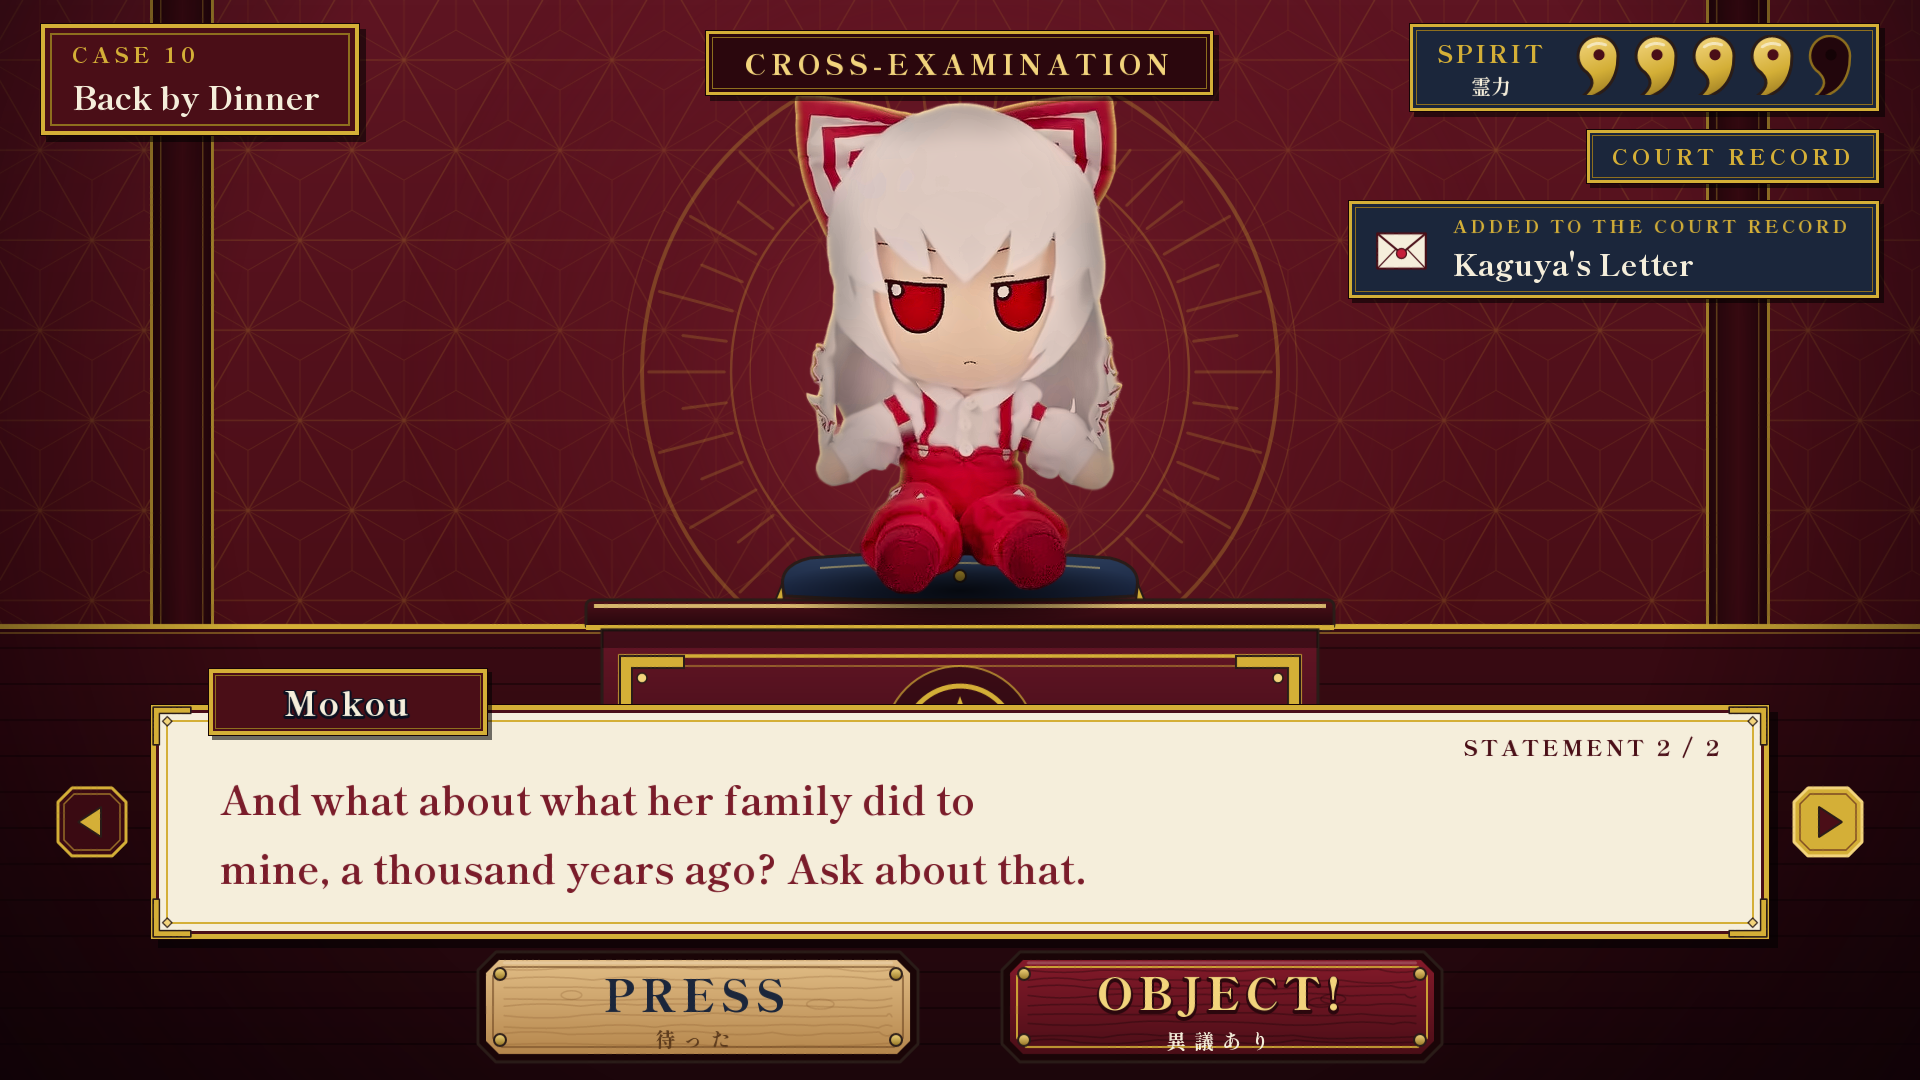 CASE 10
Back by Dinner
CROSS-EXAMINATION
SPIRIT
霊力
COURT RECORD
ADDED TO THE COURT RECORD
Kaguya's Letter
Mokou
STATEMENT 2 / 2
And what about what her family did to
mine, a thousand years ago? Ask about that.
PRESS
待った
OBJECT!
異議あり